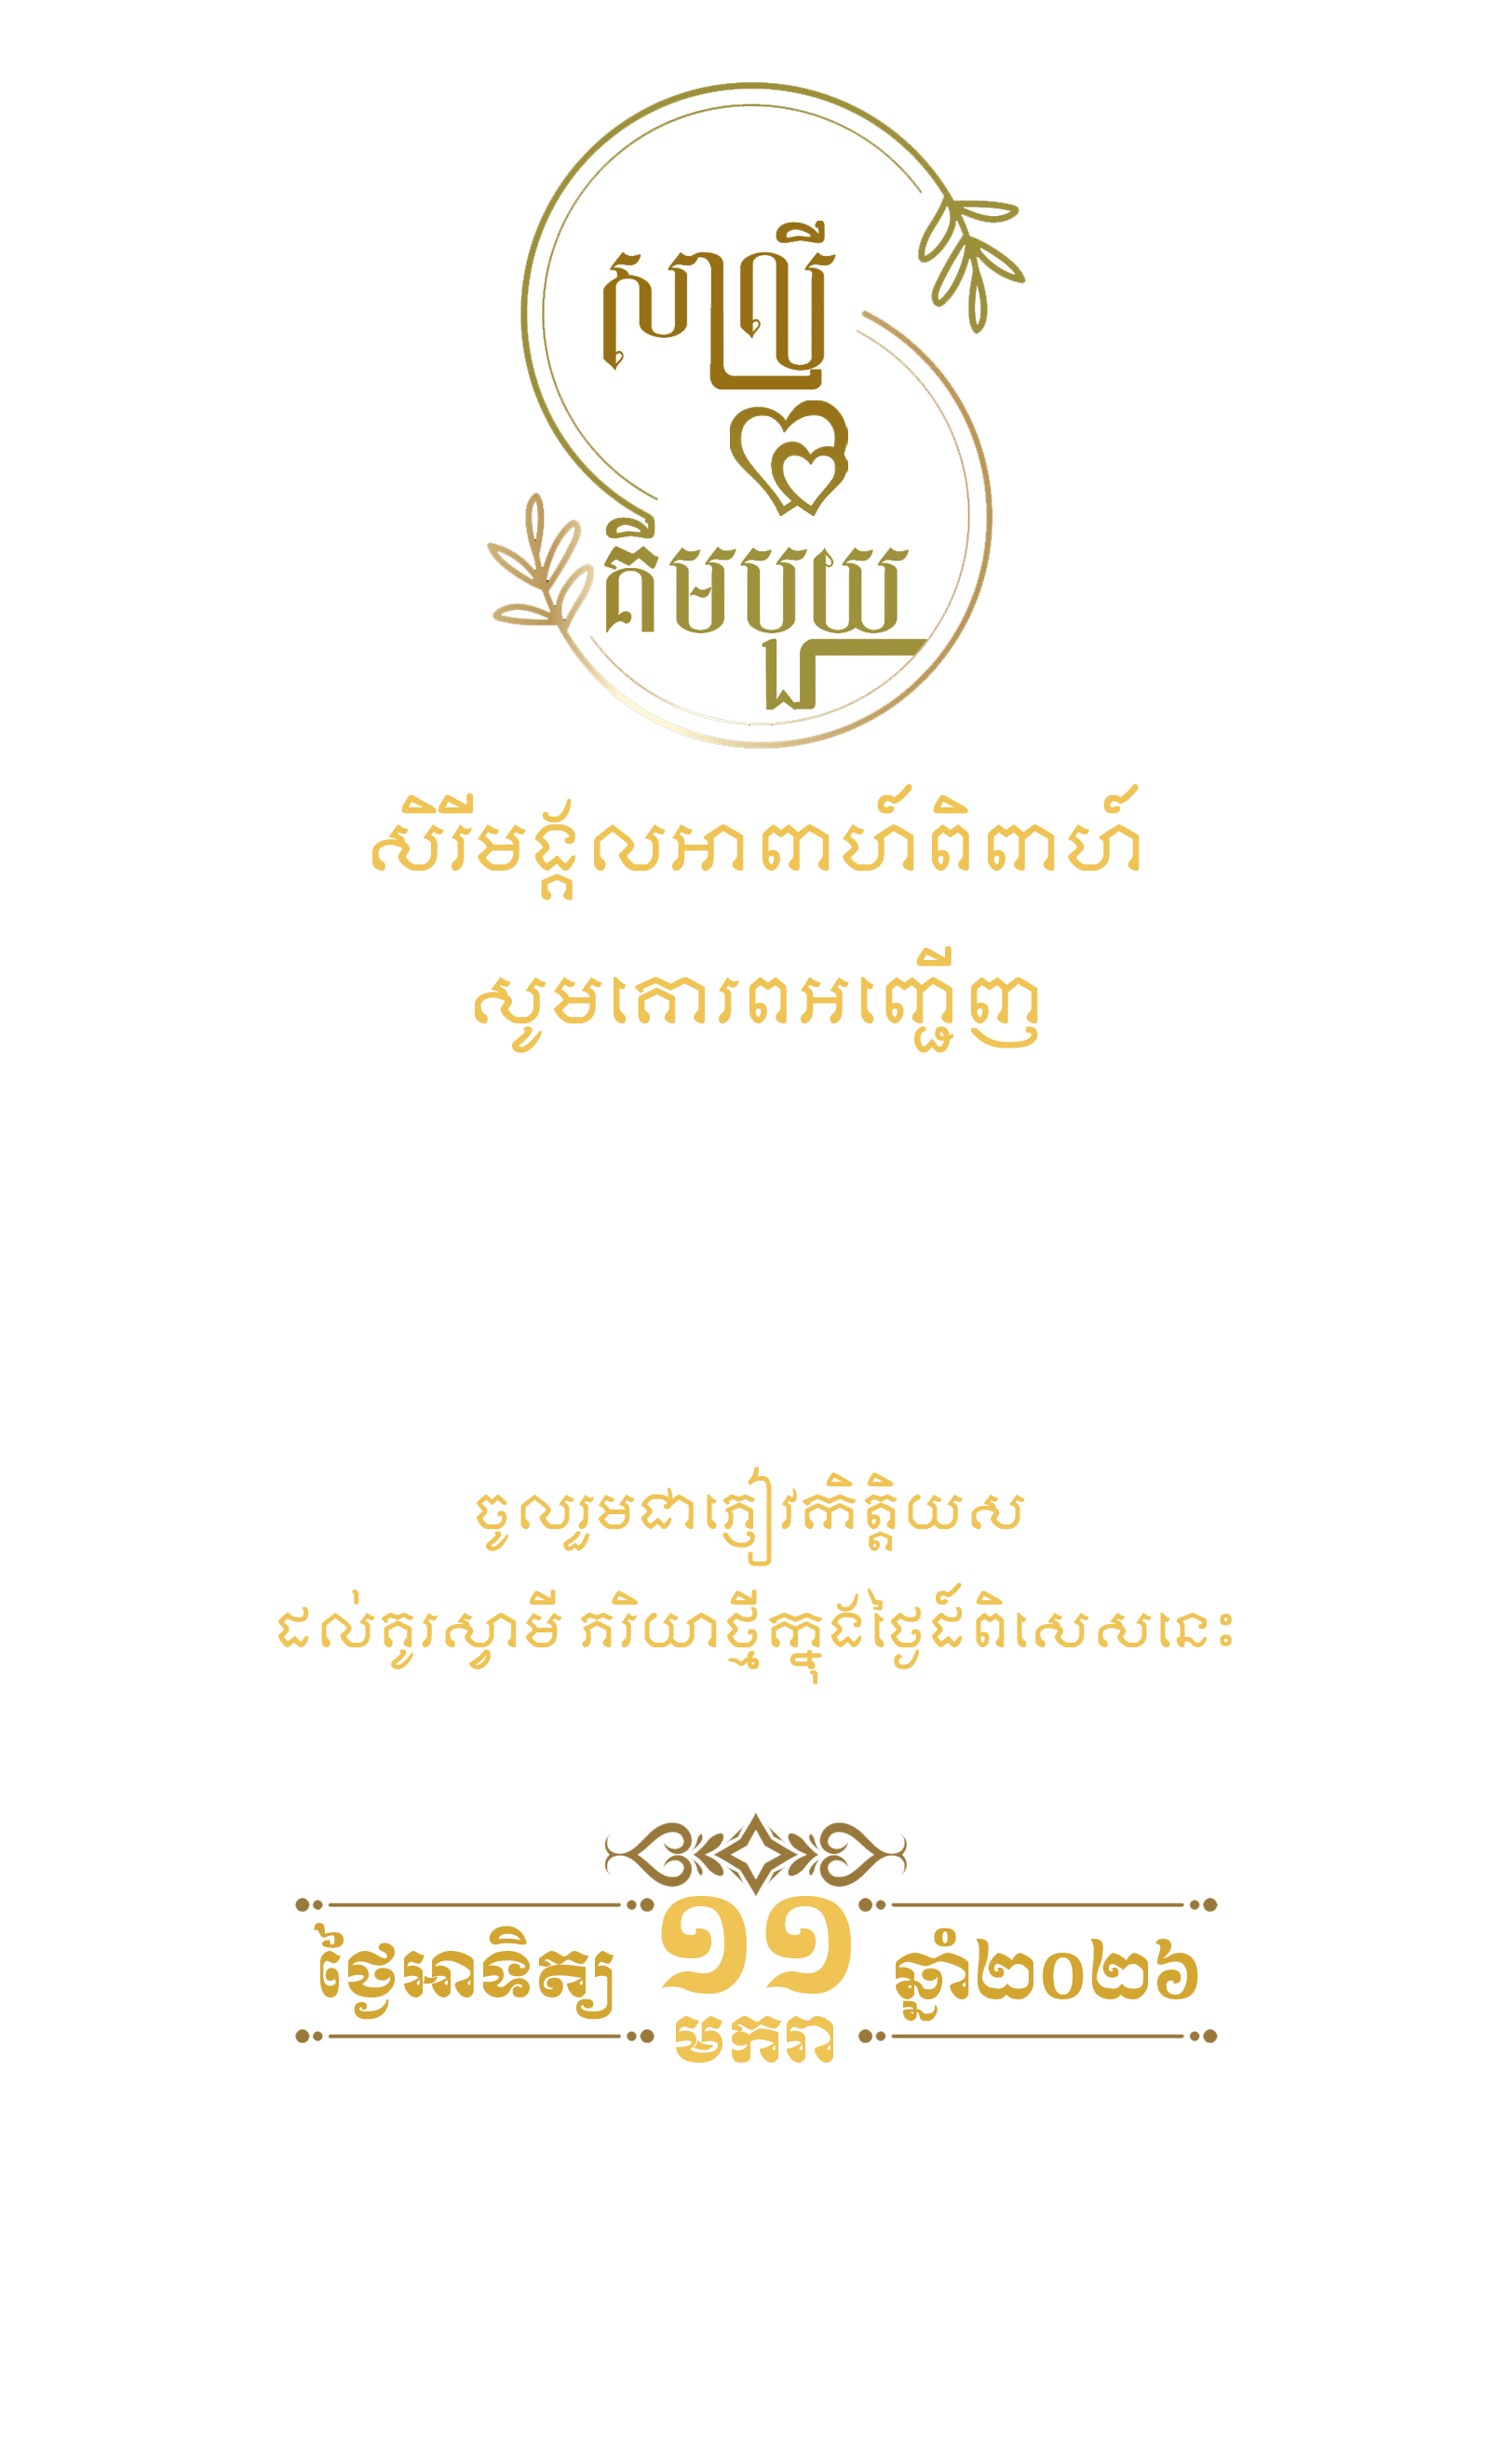 សុភី
គឹមបួយ
សិរីមង្គលអាពាហ៍ពិពាហ៍
សូមគោរពអញ្ជើញ
ចូលរួមជាភ្ញៀវកិត្តិយស
ដល់គូរស្វាមី ភរិយាថ្មីក្នុងថ្ងៃដ៏ពិសេសនេះ
ថ្ងៃអាទិត្យ ១១ មករា ឆ្នាំ២០២៦